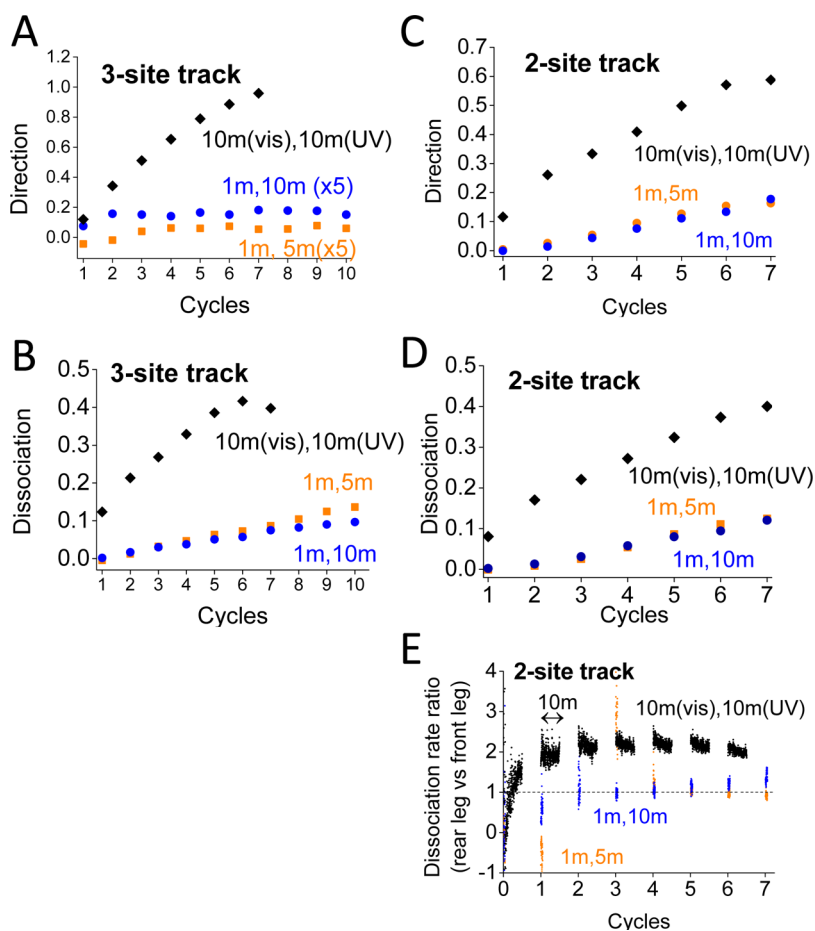 A
3-site track
Direction
1.2
1.0
0.8
0.6
0.4
0.2
0.0
10m(vis),10m(UV)
1m,10m (x5)
1m, 5m(x5)
1 2 3 4 5 6 7 8 9 10
Cycles
C
2-site track
Direction
0.7
0.6
0.5
0.4
0.3
0.2
0.1
0.0
10m(vis),10m(UV)
1m,5m
1m,10m
1 2 3 4 5 6 7
Cycles
B
3-site track
Dissociation
0.5
0.4
0.3
0.2
0.1
0.0
10m(vis),10m(UV)
1m,5m
1m,10m
1 2 3 4 5 6 7 8 9 10
Cycles
D
2-site track
Dissociation
0.5
0.4
0.3
0.2
0.1
0.0
10m(vis),10m(UV)
1m,5m
1m,10m
1 2 3 4 5 6 7
Cycles
E
2-site track
Dissociation rate ratio
(rear leg vs front leg)
4
3
2
1
0
-1
10m
10m(vis),10m(UV)
1m,10m
1m,5m
0 1 2 3 4 5 6 7
Cycles